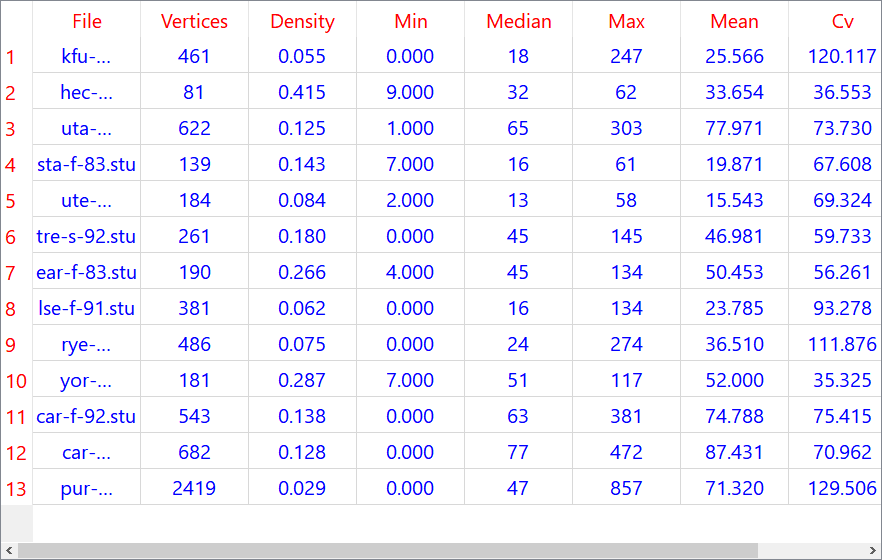 File Vertices Density Min Median Max Mean Cv
1 kfu-... 461 0.055 0.000 18 247 25.566 120.117
2 hec-... 81 0.415 9.000 32 62 33.654 36.553
3 uta-... 622 0.125 1.000 65 303 77.971 73.730
4 sta-f-83.stu 139 0.143 7.000 16 61 19.871 67.608
5 ute-... 184 0.084 2.000 13 58 15.543 69.324
6 tre-s-92.stu 261 0.180 0.000 45 145 46.981 59.733
7 ear-f-83.stu 190 0.266 4.000 45 134 50.453 56.261
8 lse-f-91.stu 381 0.062 0.000 16 134 23.785 93.278
9 rye-... 486 0.075 0.000 24 274 36.510 111.876
10 yor-... 181 0.287 7.000 51 117 52.000 35.325
11 car-f-92.stu 543 0.138 0.000 63 381 74.788 75.415
12 car-... 682 0.128 0.000 77 472 87.431 70.962
13 pur-... 2419 0.029 0.000 47 857 71.320 129.506